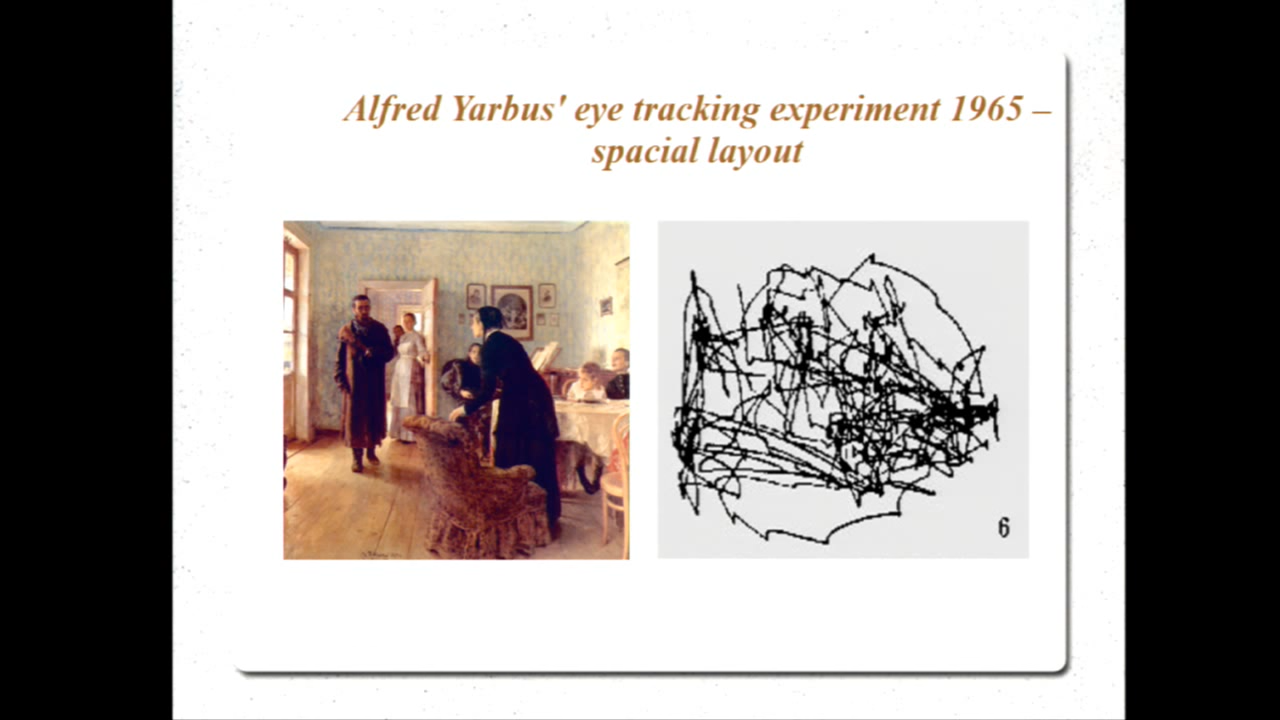 Alfred Yarbus' eye tracking experiment 1965 –
spacial layout
6